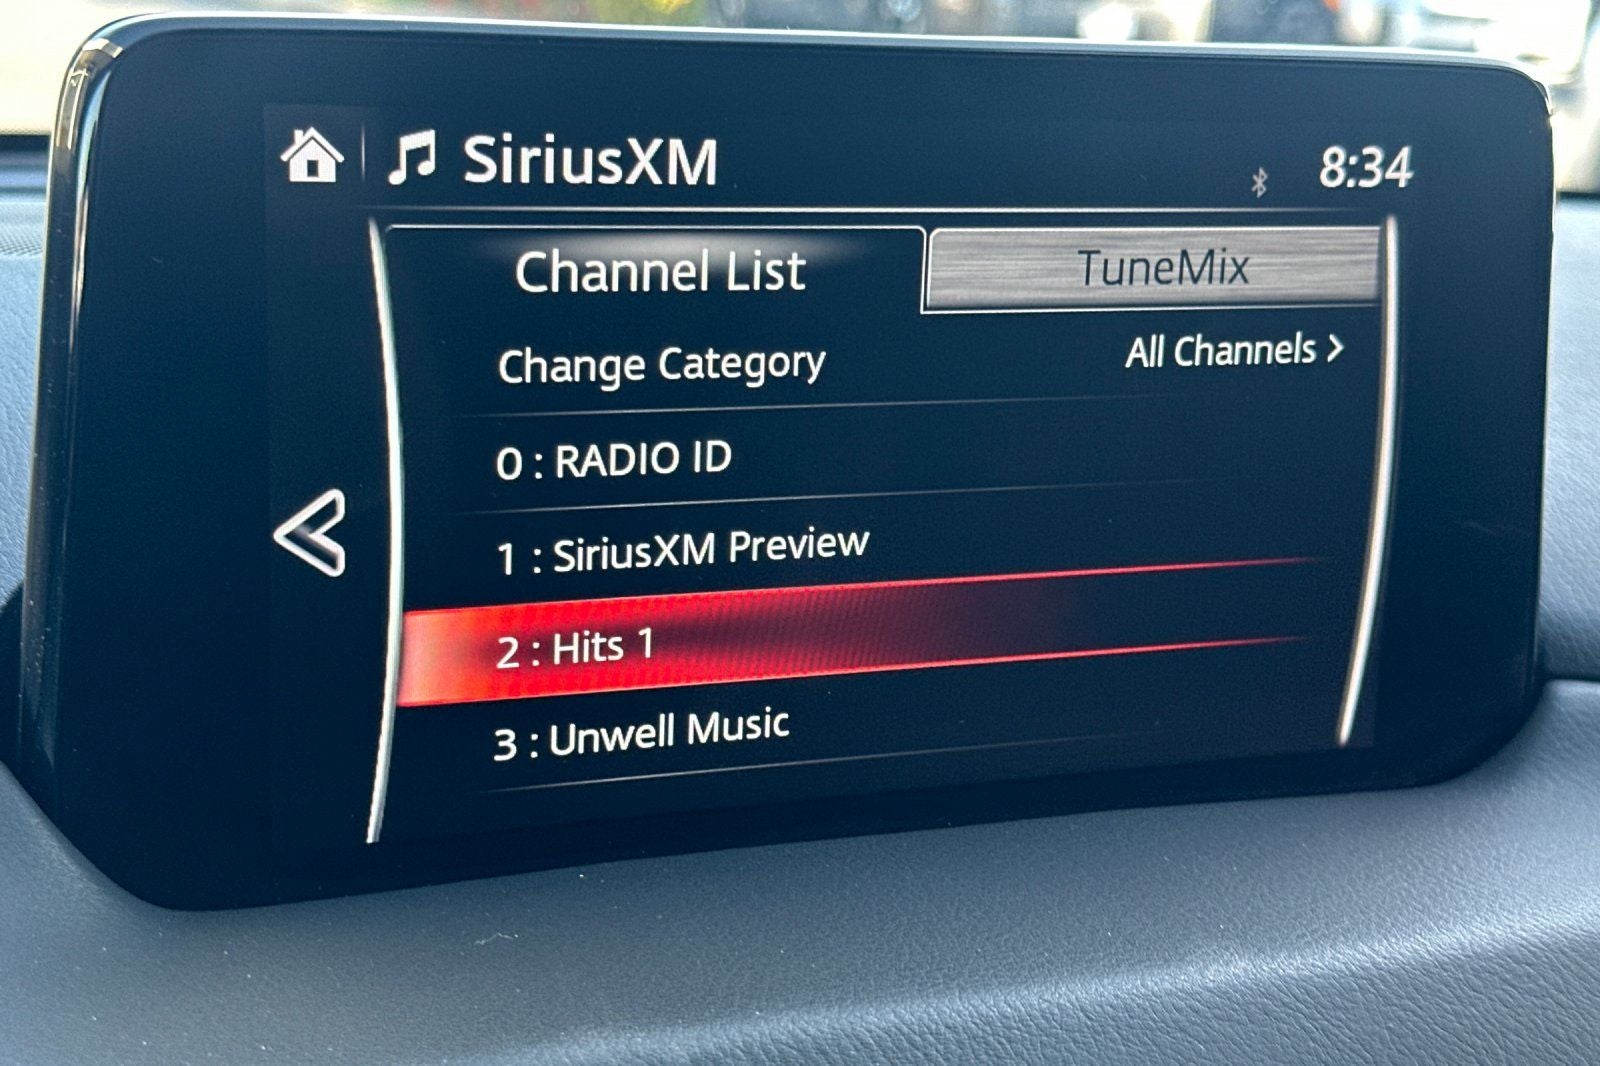 SiriusXM
8:34
Channel List
TuneMix
Change Category
All Channels >
0 : RADIO ID
1 : SiriusXM Preview
2 : Hits 1
3 : Unwell Music